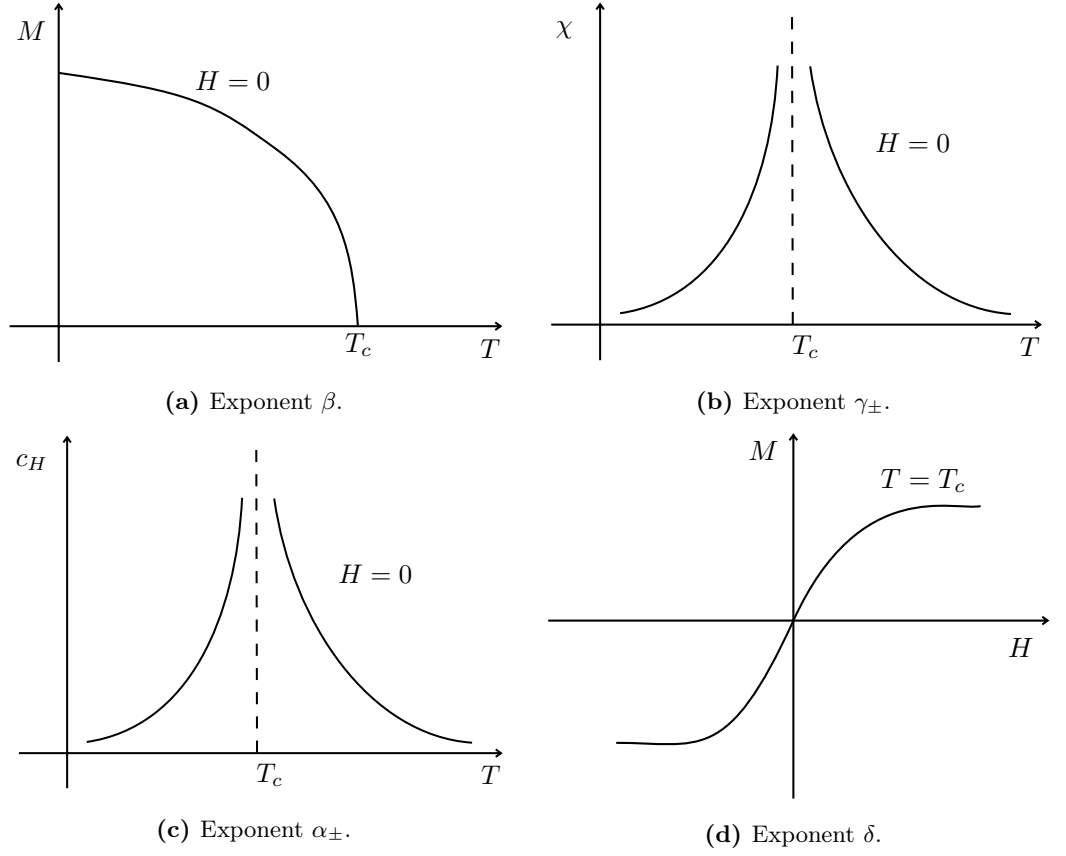 M
H = 0
T_c
T
(a) Exponent β.
χ
H = 0
T_c
T
(b) Exponent γ±.
c_H
H = 0
T_c
T
(c) Exponent α±.
M
T = T_c
H
(d) Exponent δ.